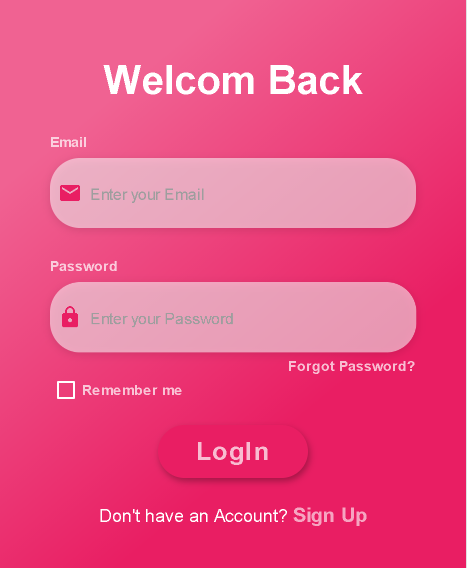 Welcom Back
Email
Enter your Email
Password
Enter your Password
Forgot Password?
Remember me
LogIn
Don't have an Account? Sign Up